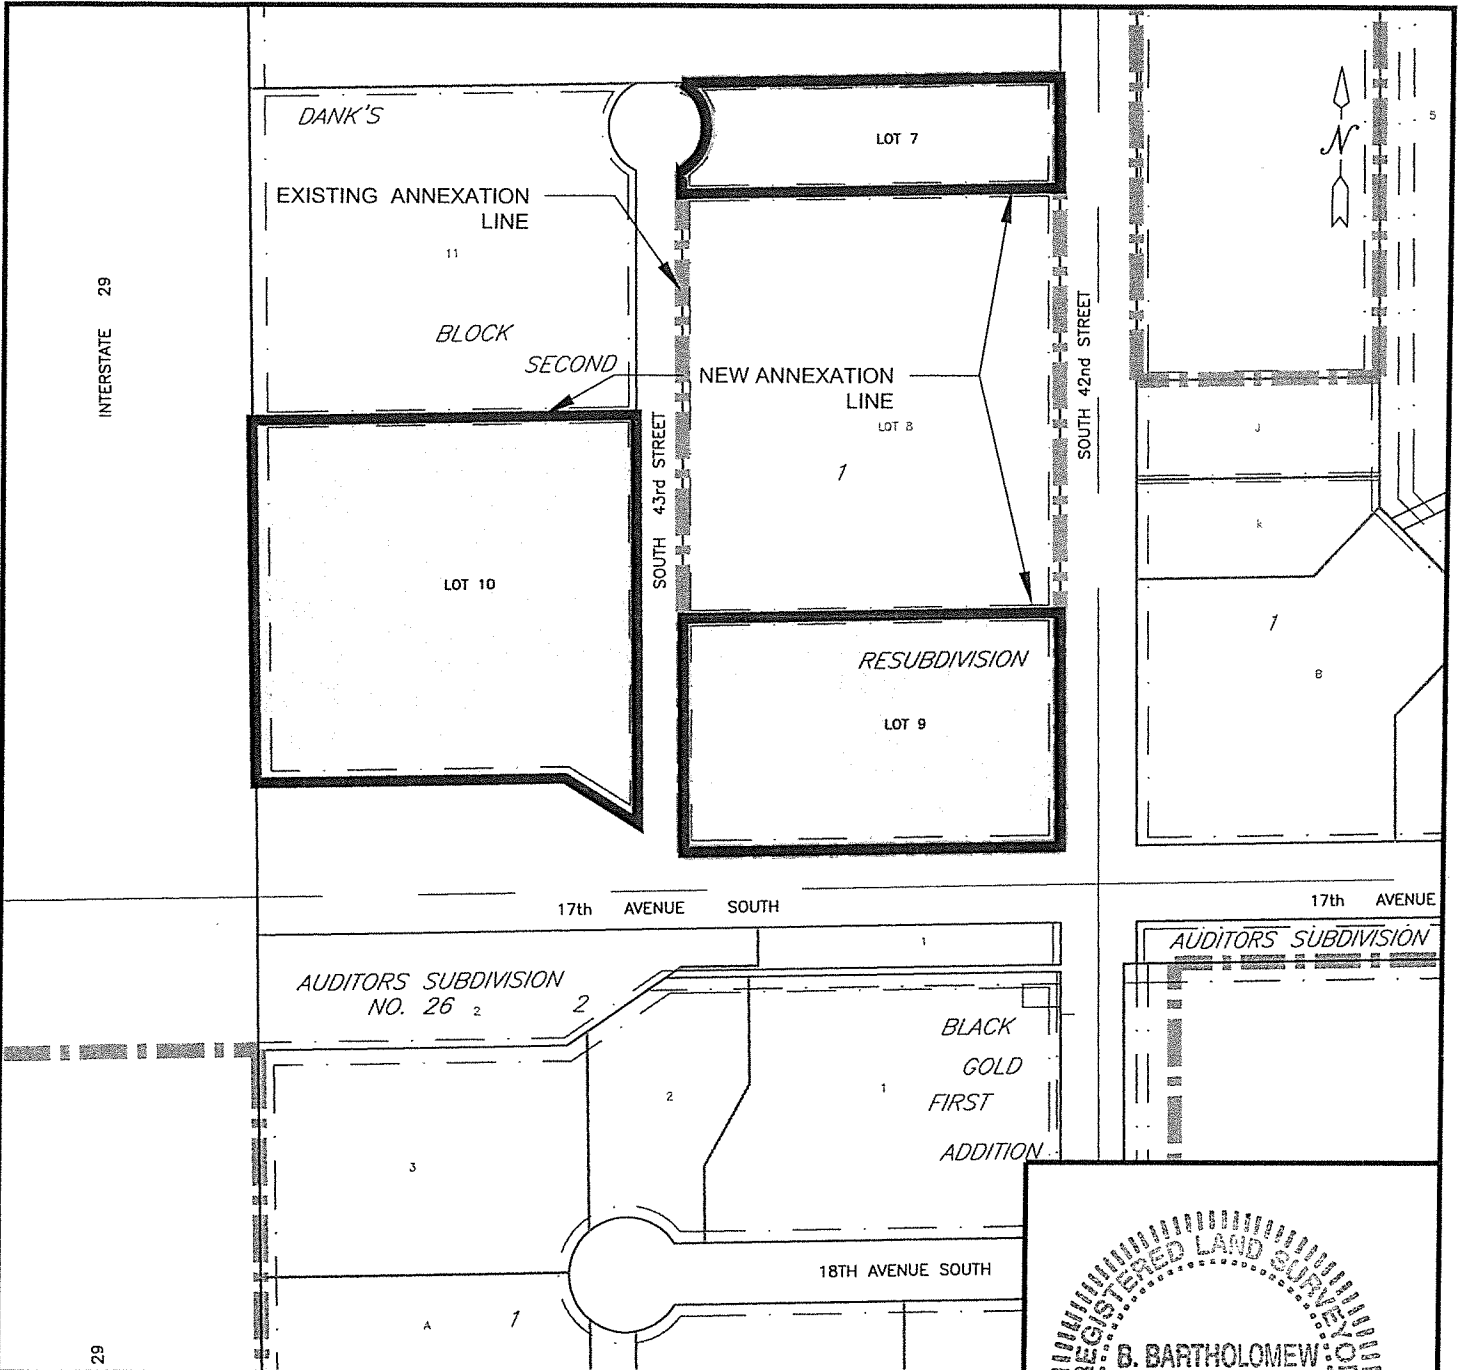 DANK'S
EXISTING ANNEXATION
LINE
11
BLOCK
SECOND
NEW ANNEXATION
LINE
LOT 7
LOT 8
1
LOT 10
RESUBDIVISION
LOT 9
INTERSTATE 29
SOUTH 43rd STREET
SOUTH 42nd STREET
N
5
J
k
1
B
17th AVENUE SOUTH
17th AVENUE
AUDITORS SUBDIVISION
NO. 26
2
2
1
AUDITORS SUBDIVISION
BLACK
GOLD
FIRST
ADDITION
1
2
3
18TH AVENUE SOUTH
A
1
29
REGISTERED LAND SURVEYOR
B. BARTHOLOMEW